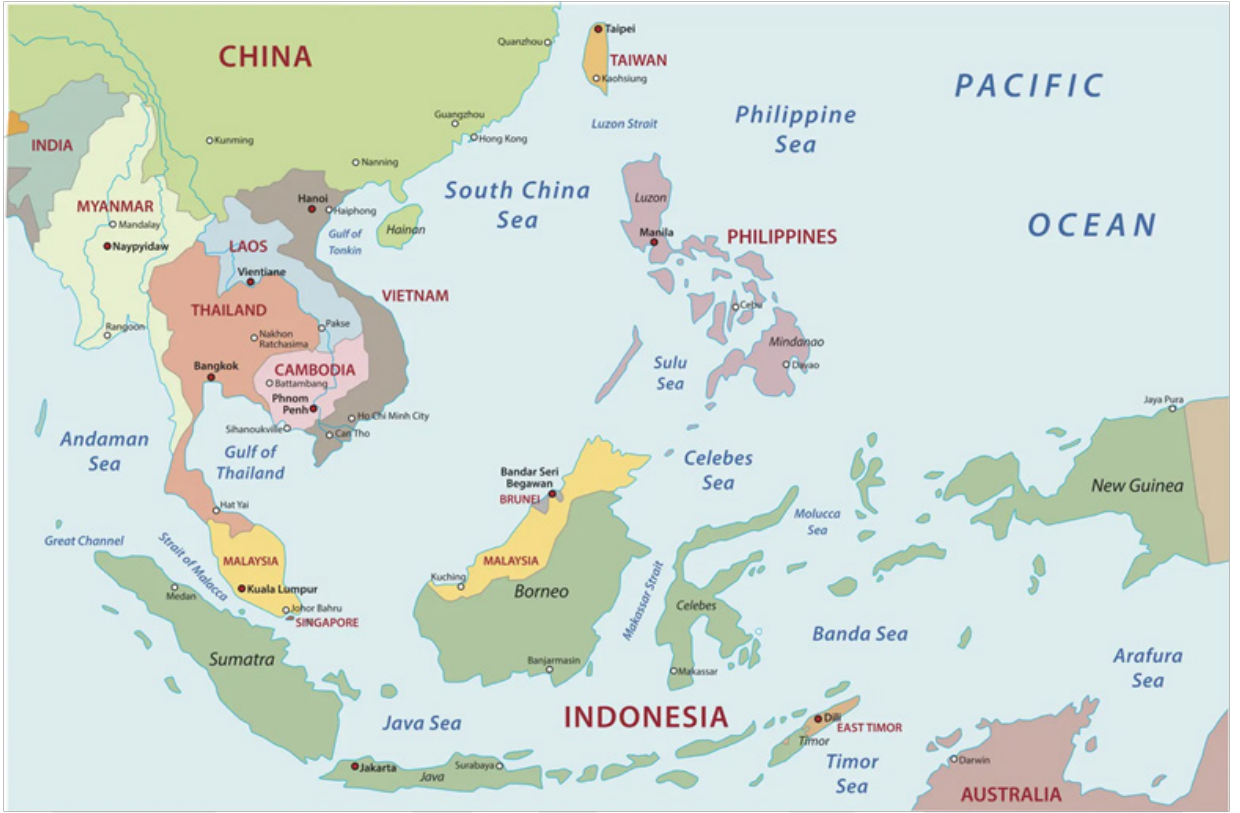 CHINA
Quanzhou
Taipei
TAIWAN
Kaohsiung
PACIFIC
Guangzhou
Hong Kong
Luzon Strait
Philippine
Sea
INDIA
Kunming
Nanning
South China
Sea
Luzon
MYANMAR
Mandalay
Naypyidaw
Hanoi
Haiphong
Gulf of
Tonkin
Hainan
Manila
PHILIPPINES
OCEAN
LAOS
Vientiane
VIETNAM
THAILAND
Rangoon
Nakhon
Ratchasima
Pakse
Cebu
Mindanao
Davao
Bangkok
CAMBODIA
Battambang
Phnom
Penh
Sihanoukville
Ho Chi Minh City
Can Tho
Sulu
Sea
Jaya Pura
Andaman
Sea
Gulf of
Thailand
Bandar Seri
Begawan
BRUNEI
Celebes
Sea
New Guinea
Hat Yai
Molucca
Sea
Great Channel
Strait of Malacca
MALAYSIA
Kuala Lumpur
Medan
Johor Bahru
SINGAPORE
MALAYSIA
Kuching
Borneo
Makassar Strait
Celebes
Banda Sea
Sumatra
Banjarmasin
Makassar
Arafura
Sea
Java Sea
INDONESIA
Dili
EAST TIMOR
Timor
Timor
Sea
Jakarta
Java
Surabaya
Darwin
AUSTRALIA